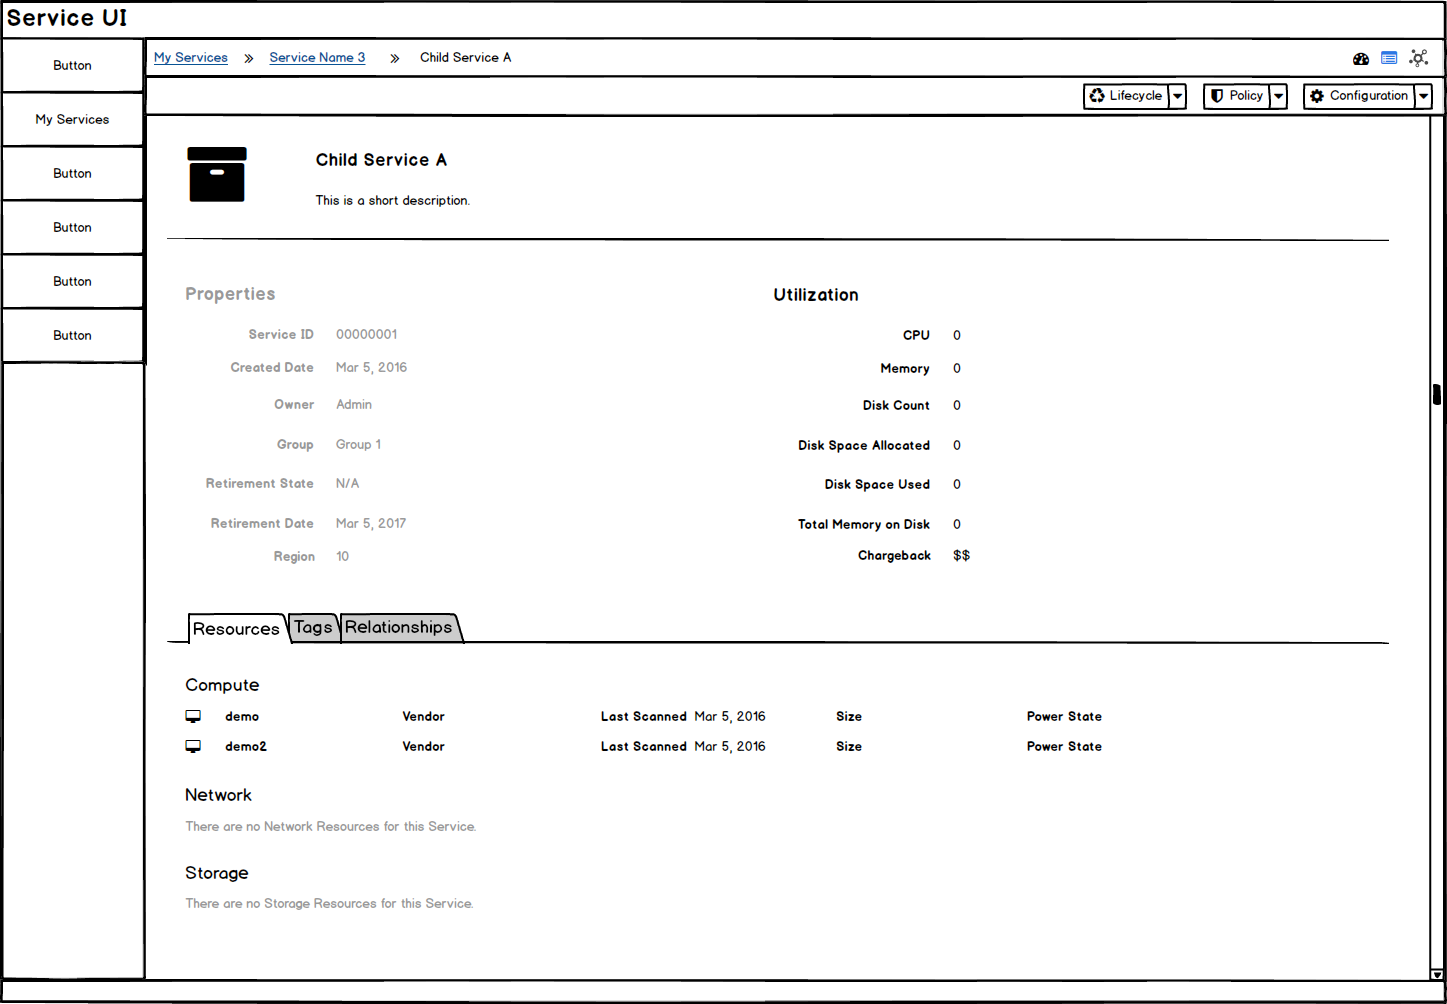 Service UI
Button
My Services
Button
Button
Button
Button
My Services » Service Name 3 » Child Service A
Lifecycle Policy Configuration
Child Service A
This is a short description.
Properties
Service ID 00000001
Created Date Mar 5, 2016
Owner Admin
Group Group 1
Retirement State N/A
Retirement Date Mar 5, 2017
Region 10
Utilization
CPU 0
Memory 0
Disk Count 0
Disk Space Allocated 0
Disk Space Used 0
Total Memory on Disk 0
Chargeback $$
Resources Tags Relationships
Compute
demo Vendor Last Scanned Mar 5, 2016 Size Power State
demo2 Vendor Last Scanned Mar 5, 2016 Size Power State
Network
There are no Network Resources for this Service.
Storage
There are no Storage Resources for this Service.